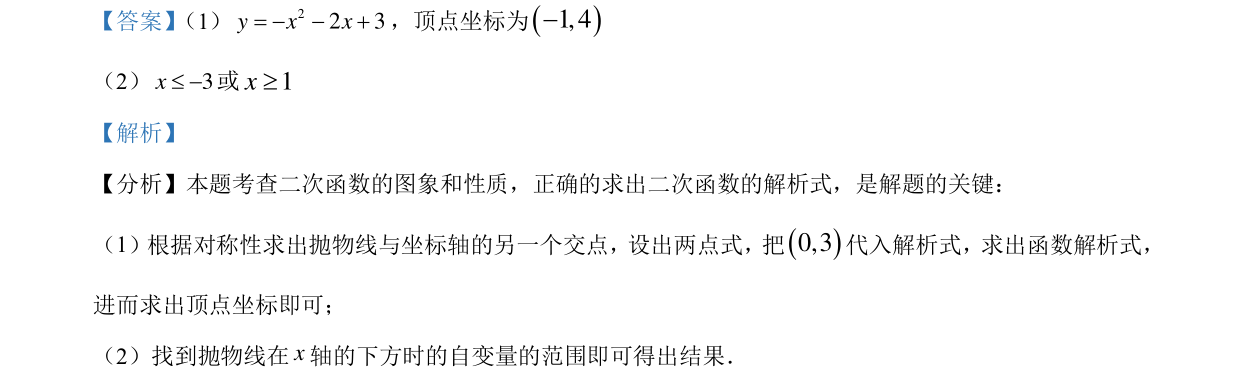 【答案】（1） y＝−x²−2x+3，顶点坐标为(−1,4)
（2） x≤−3或x≥1
【解析】
【分析】本题考查二次函数的图象和性质，正确的求出二次函数的解析式，是解题的关键：
（1）根据对称性求出抛物线与坐标轴的另一个交点，设出两点式，把(0,3)代入解析式，求出函数解析式，
进而求出顶点坐标即可；
（2）找到抛物线在x轴的下方时的自变量的范围即可得出结果．